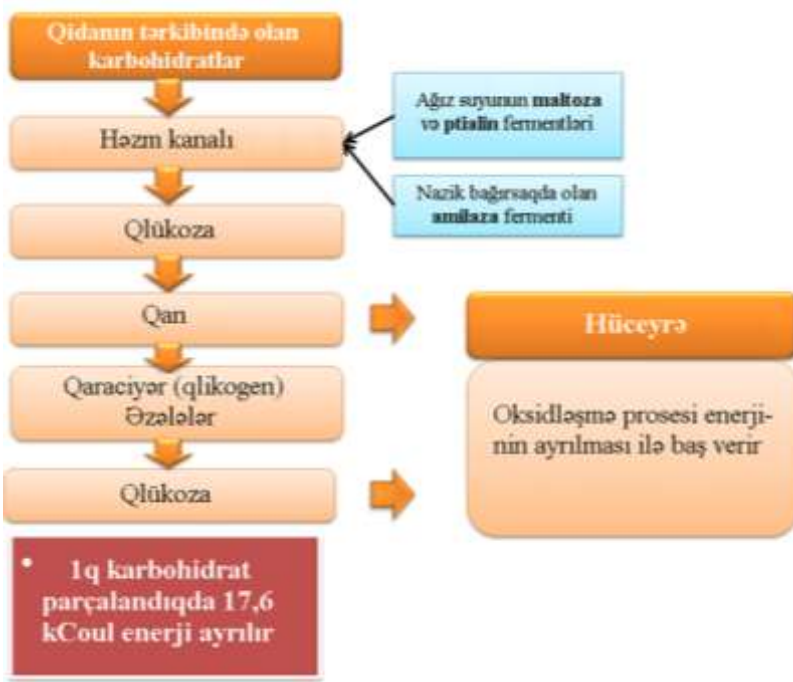 Qidanın tərkibində olan
karbohidratlar
Həzm kanalı
Ağız suyunun maltoza
və ptialin fermentləri
Nazik bağırsaqda olan
amilaza fermenti
Qlükoza
Qan
Qaraciyər (qlikogen)
Əzələlər
Qlükoza
Hüceyrə
Oksidləşmə prosesi enerji-
nin ayrılması ilə baş verir
• 1q karbohidrat
parçalandıqda 17,6
kCoul enerji ayrılır